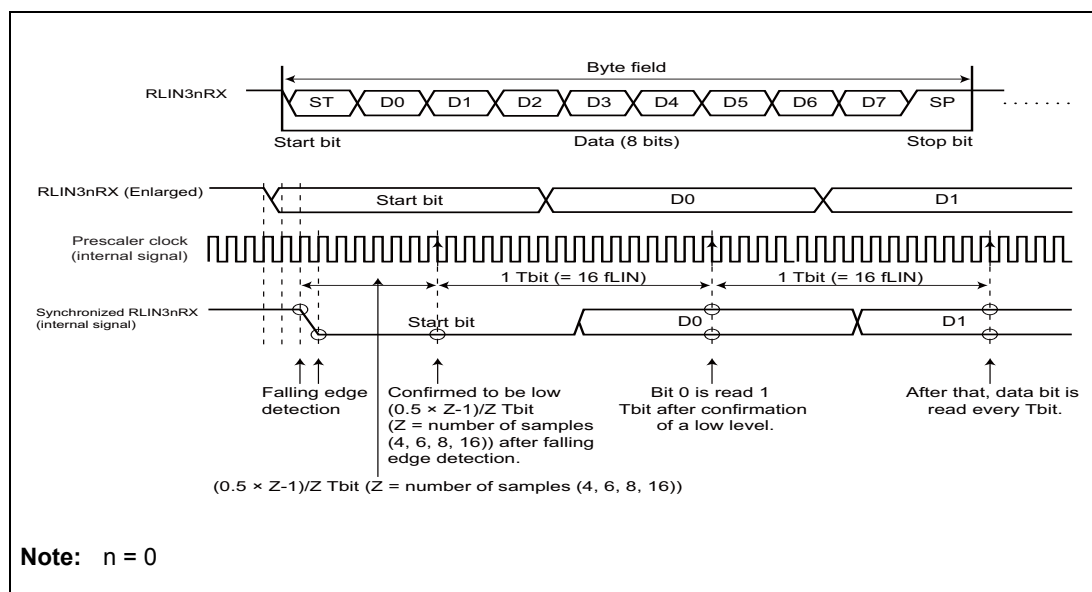 Byte field
RLIN3nRX
ST D0 D1 D2 D3 D4 D5 D6 D7 SP
Start bit Data (8 bits) Stop bit
RLIN3nRX (Enlarged)
Start bit D0 D1
Prescaler clock
(internal signal)
1 Tbit (= 16 fLIN) 1 Tbit (= 16 fLIN)
Synchronized RLIN3nRX
(internal signal)
Start bit D0 D1
Falling edge
detection
Confirmed to be low
(0.5 × Z-1)/Z Tbit
(Z = number of samples
(4, 6, 8, 16)) after falling
edge detection.
Bit 0 is read 1
Tbit after confirmation
of a low level.
After that, data bit is
read every Tbit.
(0.5 × Z-1)/Z Tbit (Z = number of samples (4, 6, 8, 16))
Note: n = 0